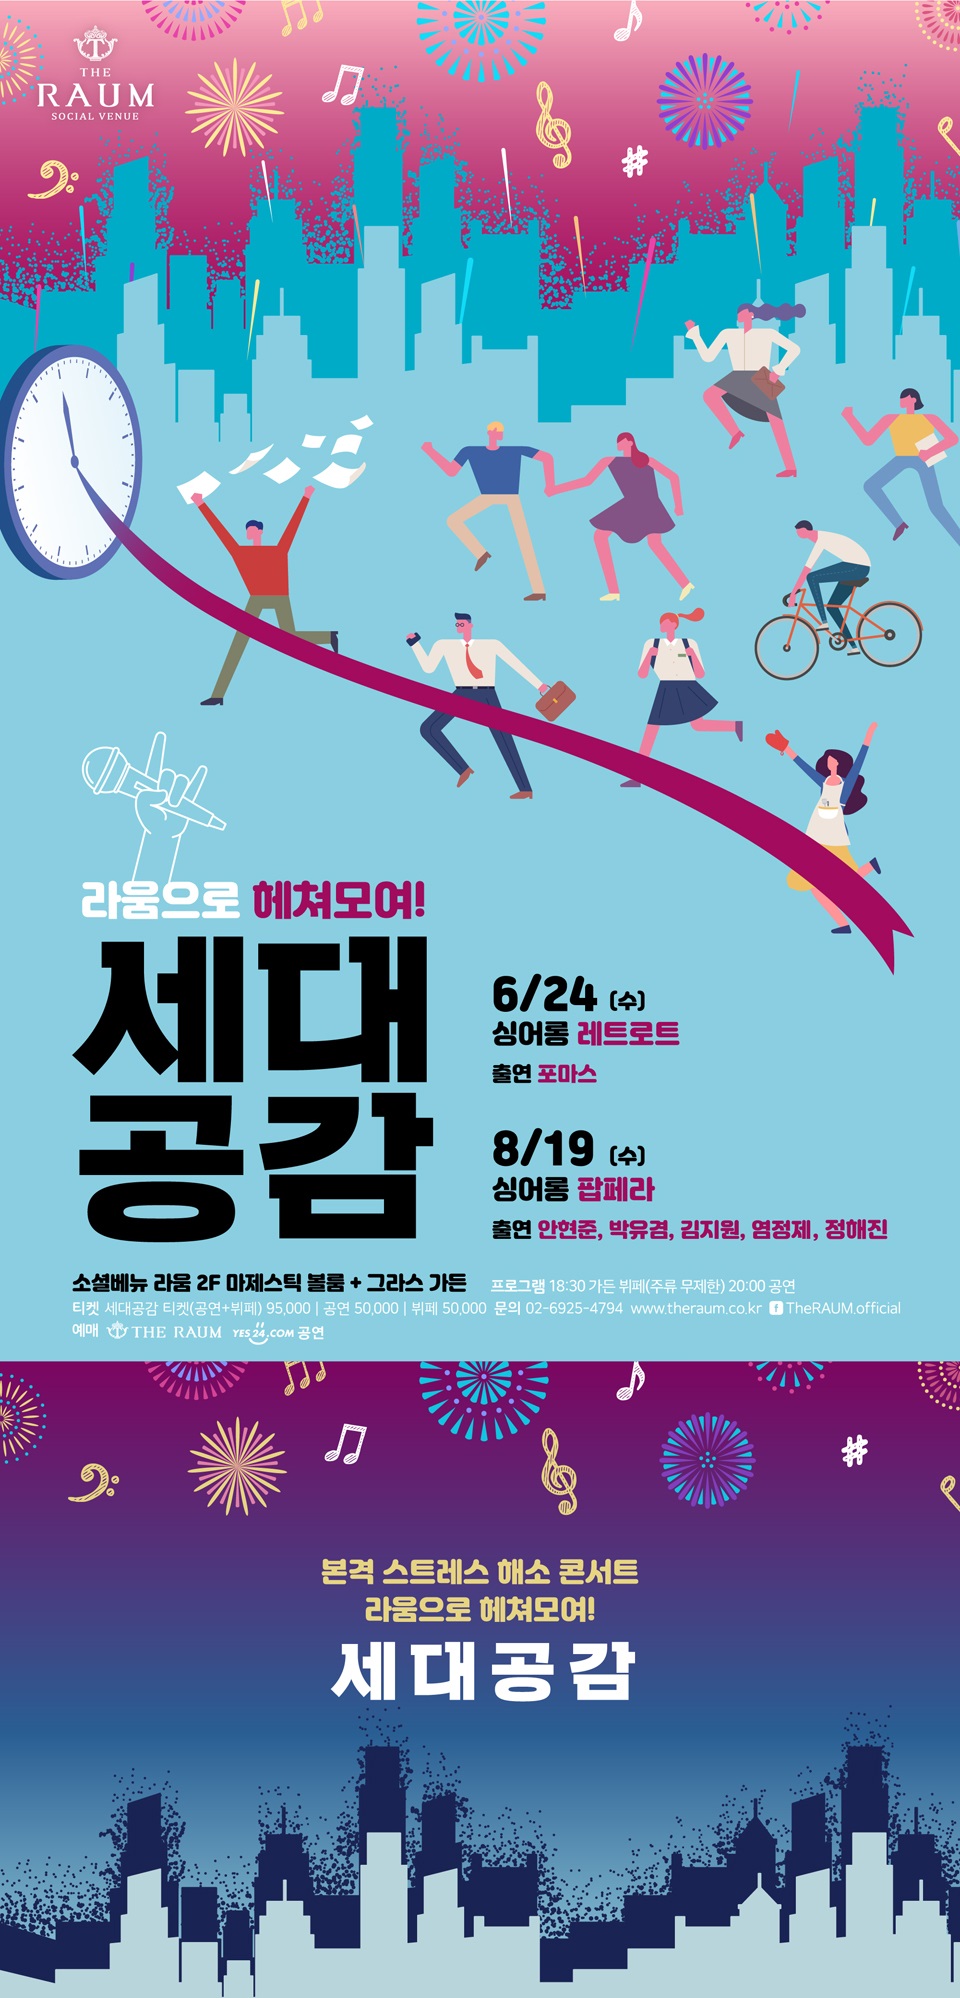 THE
RAUM
SOCIAL VENUE
라움으로 헤쳐모여!
세대
공감
6/24 (수)
싱어롱 레트로트
출연 포마스
8/19 (수)
싱어롱 팝페라
출연 안현준, 박유겸, 김지원, 염정제, 정해진
소셜베뉴 라움 2F 마제스틱 볼룸 + 그라스 가든 프로그램 18:30 가든 뷔페(주류 무제한) 20:00 공연
티켓 세대공감 티켓(공연+뷔페) 95,000 | 공연 50,000 | 뷔페 50,000 문의 02-6925-4794 www.theraum.co.kr f TheRAUM.official
예매 THE RAUM YES24.COM 공연
본격 스트레스 해소 콘서트
라움으로 헤쳐모여!
세대공감